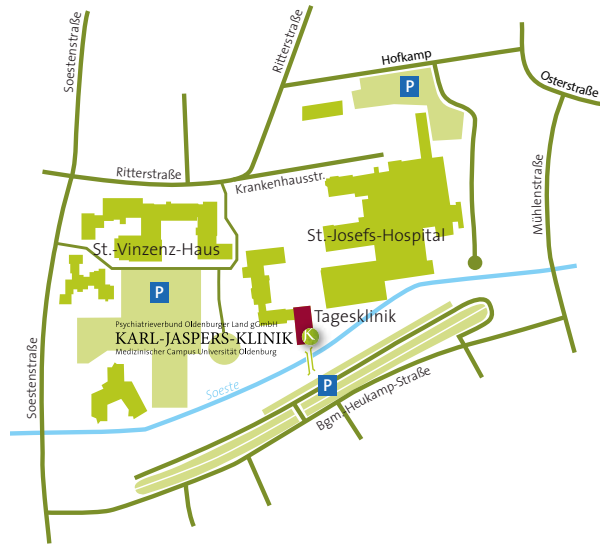 Soestenstraße
Ritterstraße
Hofkamp
Osterstraße
P
Mühlenstraße
Ritterstraße
Krankenhausstr.
St.-Vinzenz-Haus
St.-Josefs-Hospital
P
Tagesklinik
Psychiatrieverbund Oldenburger Land gGmbH
KARL-JASPERS-KLINIK
K
Medizinischer Campus Universität Oldenburg
Soestenstraße
Soeste
P
Bgm.-Heukamp-Straße